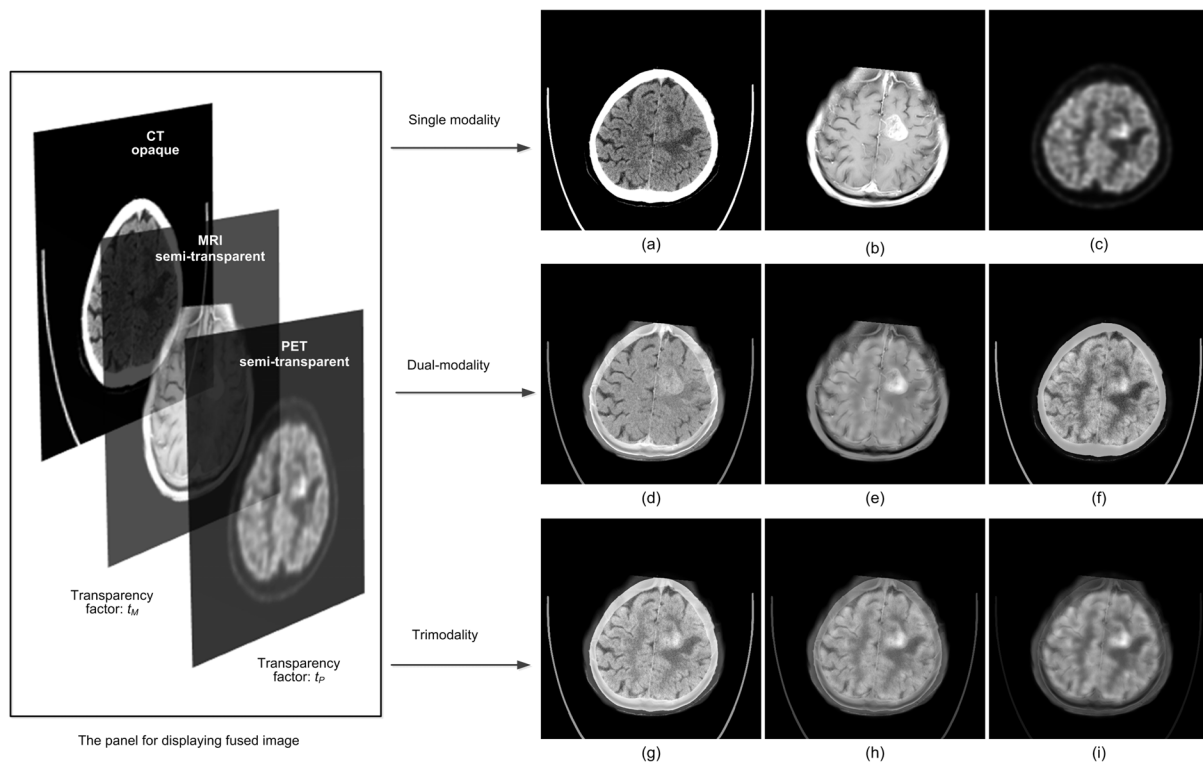 CT
opaque
MRI
semi-transparent
PET
semi-transparent
Transparency
factor: tM
Transparency
factor: tP
The panel for displaying fused image
Single modality
Dual-modality
Trimodality
(a)
(b)
(c)
(d)
(e)
(f)
(g)
(h)
(i)